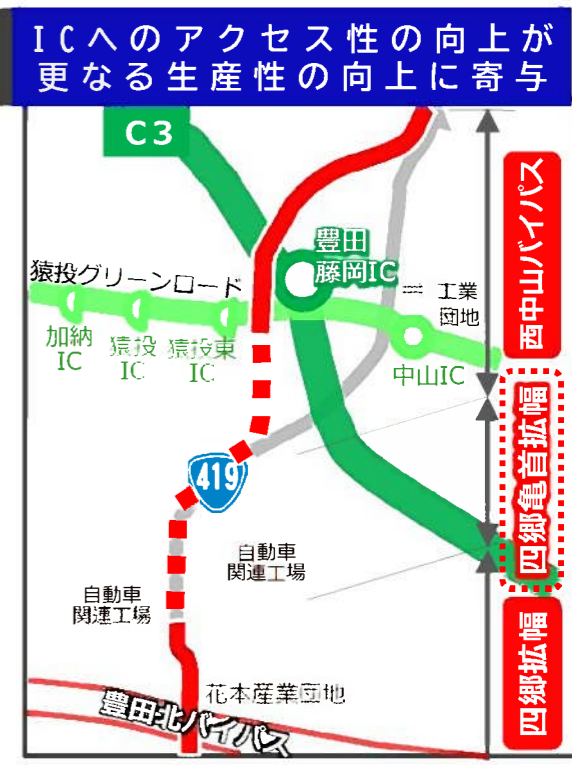 ICへのアクセス性の向上が
更なる生産性の向上に寄与
C3
西中山バイパス
豊田
藤岡IC
猿投グリーンロード
工業
団地
加納
IC
猿投
IC
猿投東
IC
中山IC
四郷亀首拡幅
419
自動車
関連工場
自動車
関連工場
四郷拡幅
花本産業団地
豊田北バイパス